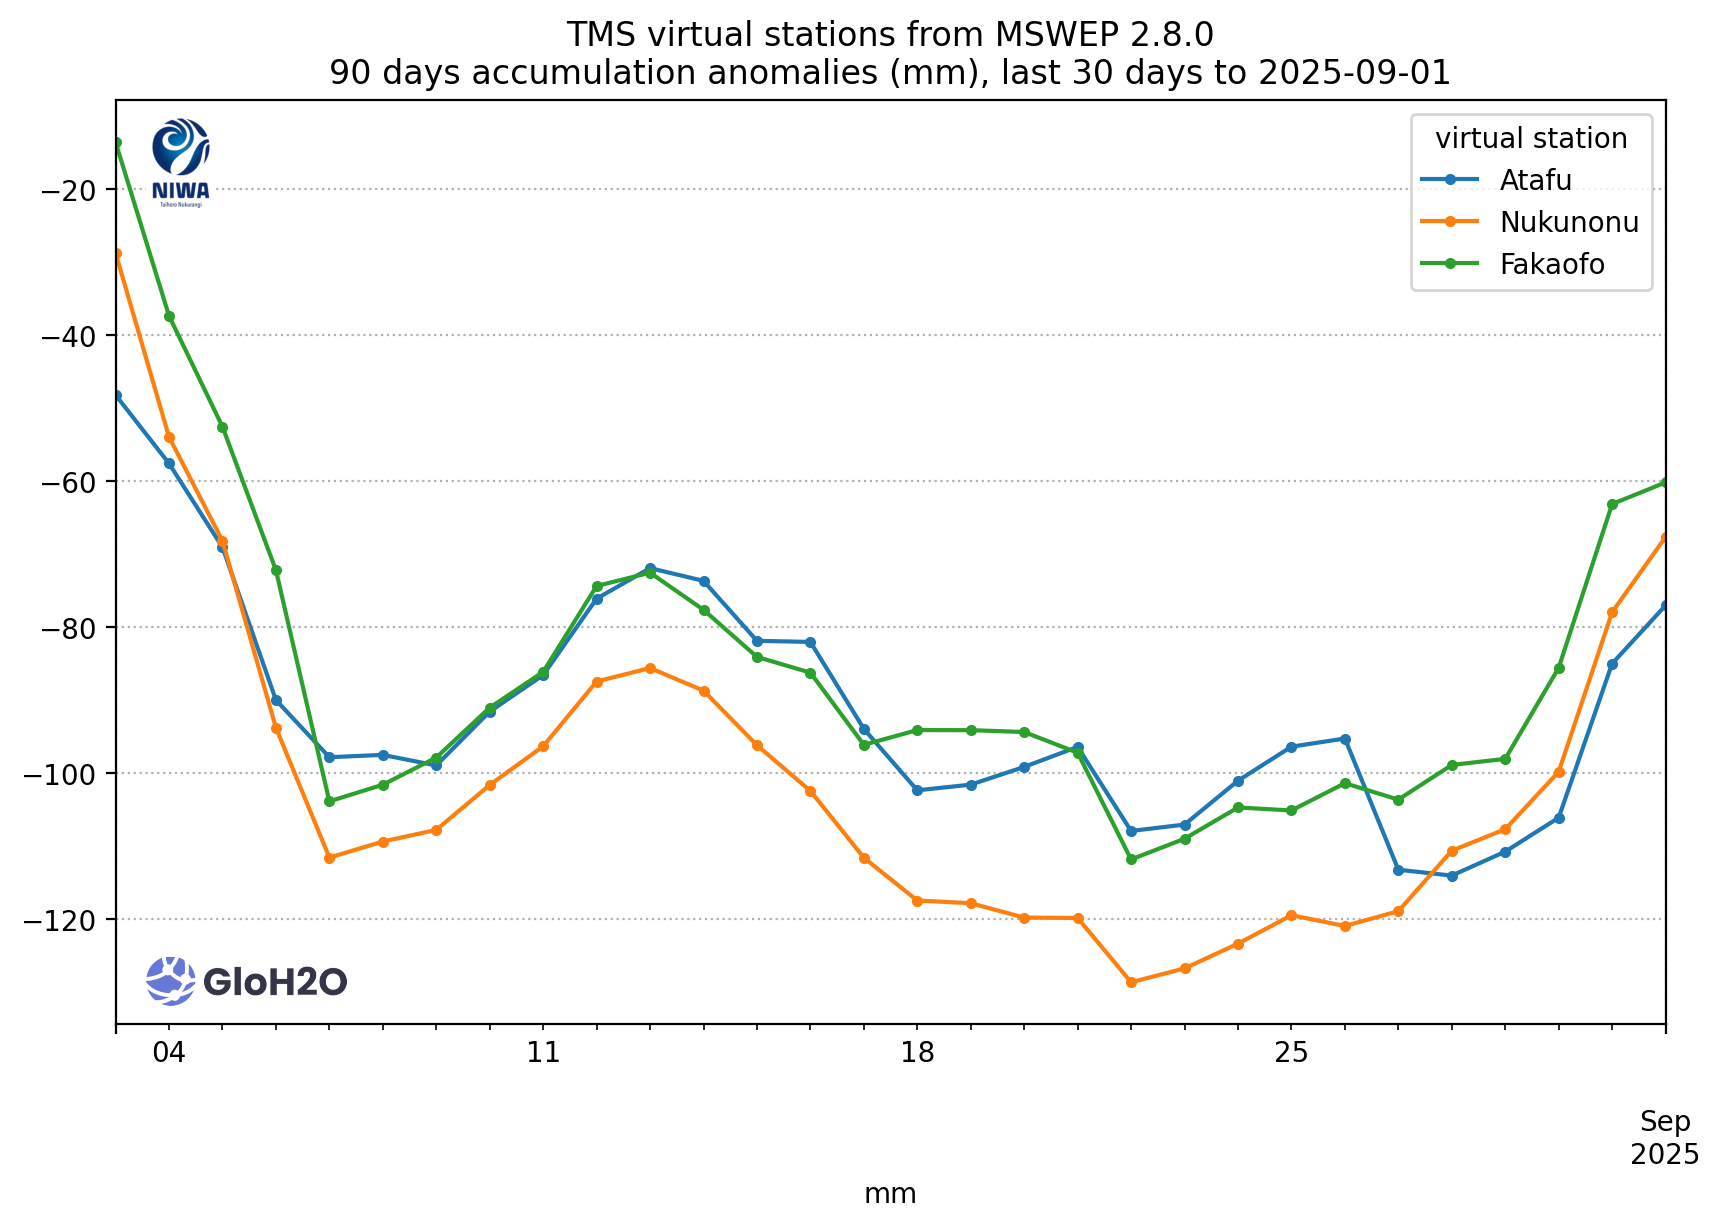 TMS virtual stations from MSWEP 2.8.0
90 days accumulation anomalies (mm), last 30 days to 2025-09-01
NIWA
Taihoro Nukurangi
virtual station
Atafu
Nukunonu
Fakaofo
−20
−40
−60
−80
−100
−120
GloH2O
04
11
18
25
Sep
2025
mm